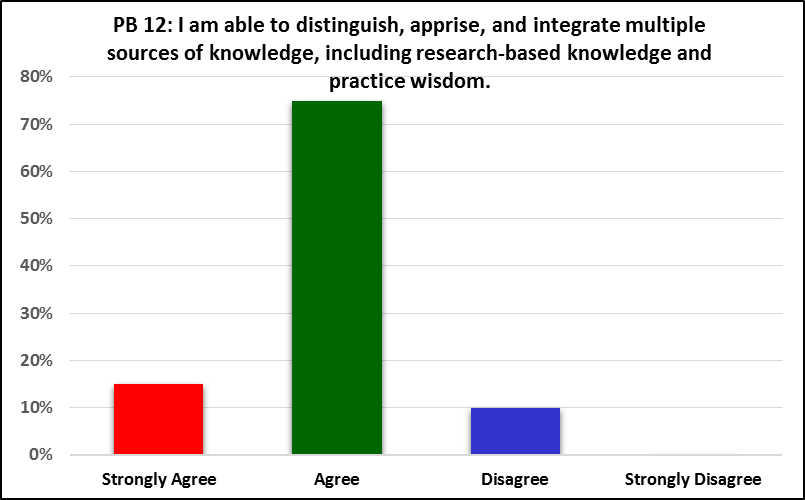 PB 12: I am able to distinguish, apprise, and integrate multiple
sources of knowledge, including research-based knowledge and
practice wisdom.
80%
70%
60%
50%
40%
30%
20%
10%
0%
Strongly Agree
Agree
Disagree
Strongly Disagree